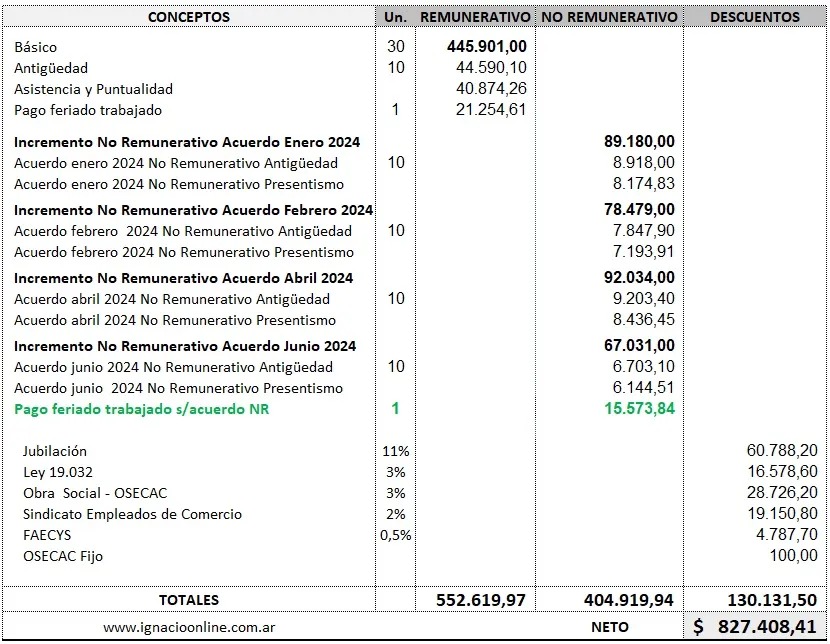 CONCEPTOS Un. REMUNERATIVO NO REMUNERATIVO DESCUENTOS
Básico 30 445.901,00
Antigüedad 10 44.590,10
Asistencia y Puntualidad 40.874,26
Pago feriado trabajado 1 21.254,61
Incremento No Remunerativo Acuerdo Enero 2024 89.180,00
Acuerdo enero 2024 No Remunerativo Antigüedad 10 8.918,00
Acuerdo enero 2024 No Remunerativo Presentismo 8.174,83
Incremento No Remunerativo Acuerdo Febrero 2024 78.479,00
Acuerdo febrero 2024 No Remunerativo Antigüedad 10 7.847,90
Acuerdo febrero 2024 No Remunerativo Presentismo 7.193,91
Incremento No Remunerativo Acuerdo Abril 2024 92.034,00
Acuerdo abril 2024 No Remunerativo Antigüedad 10 9.203,40
Acuerdo abril 2024 No Remunerativo Presentismo 8.436,45
Incremento No Remunerativo Acuerdo Junio 2024 67.031,00
Acuerdo junio 2024 No Remunerativo Antigüedad 10 6.703,10
Acuerdo junio 2024 No Remunerativo Presentismo 6.144,51
Pago feriado trabajado s/acuerdo NR 1 15.573,84
Jubilación 11% 60.788,20
Ley 19.032 3% 16.578,60
Obra Social - OSECAC 3% 28.726,20
Sindicato Empleados de Comercio 2% 19.150,80
FAECYS 0,5% 4.787,70
OSECAC Fijo 100,00
TOTALES 552.619,97 404.919,94 130.131,50
www.ignacioonline.com.ar NETO $ 827.408,41